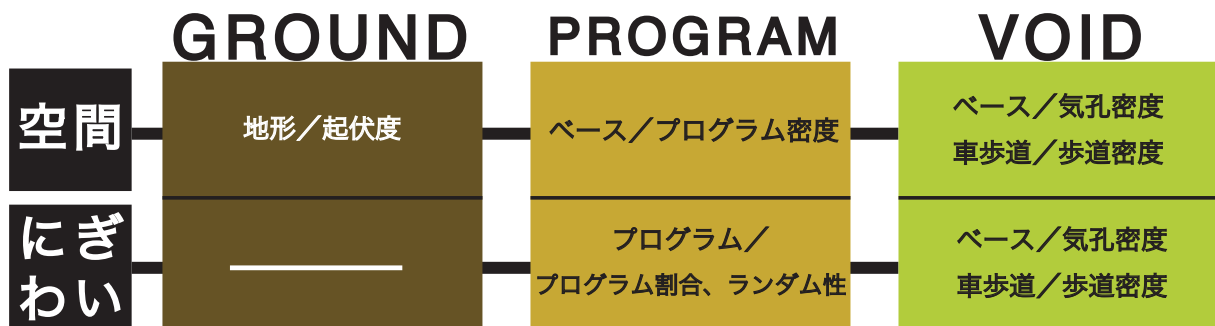 GROUND
PROGRAM
VOID
空間
地形／起伏度
ベース／プログラム密度
ベース／気孔密度
車歩道／歩道密度
にぎ
わい
プログラム／
プログラム割合、ランダム性
ベース／気孔密度
車歩道／歩道密度